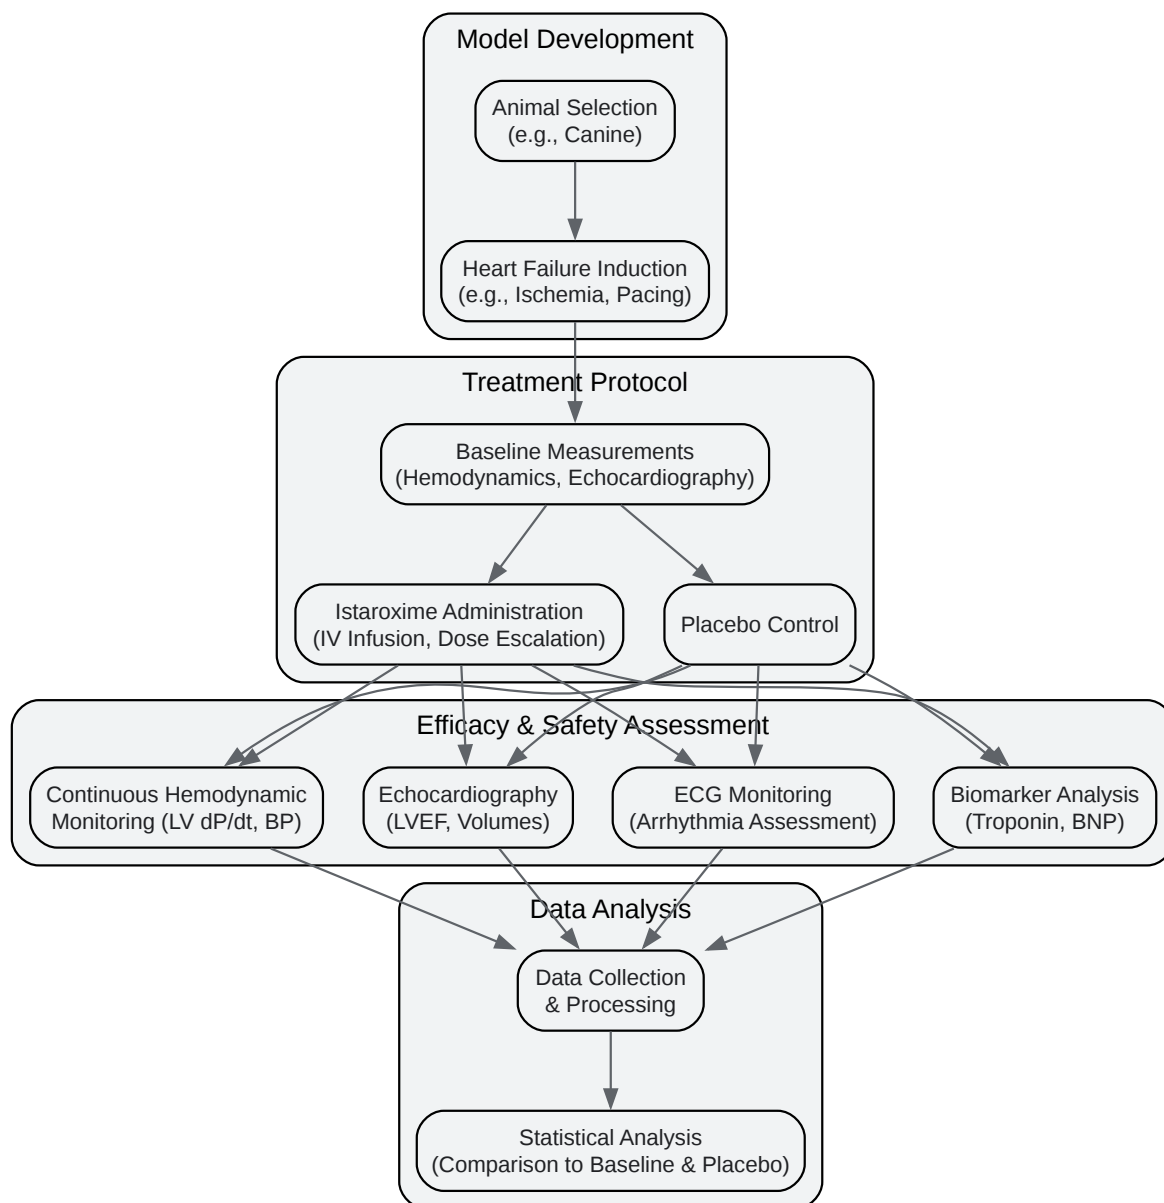 Model Development
Animal Selection
(e.g., Canine)
Heart Failure Induction
(e.g., Ischemia, Pacing)
Treatment Protocol
Baseline Measurements
(Hemodynamics, Echocardiography)
Istaroxime Administration
(IV Infusion, Dose Escalation)
Placebo Control
Efficacy & Safety Assessment
Continuous Hemodynamic
Monitoring (LV dP/dt, BP)
Echocardiography
(LVEF, Volumes)
ECG Monitoring
(Arrhythmia Assessment)
Biomarker Analysis
(Troponin, BNP)
Data Analysis
Data Collection
& Processing
Statistical Analysis
(Comparison to Baseline & Placebo)